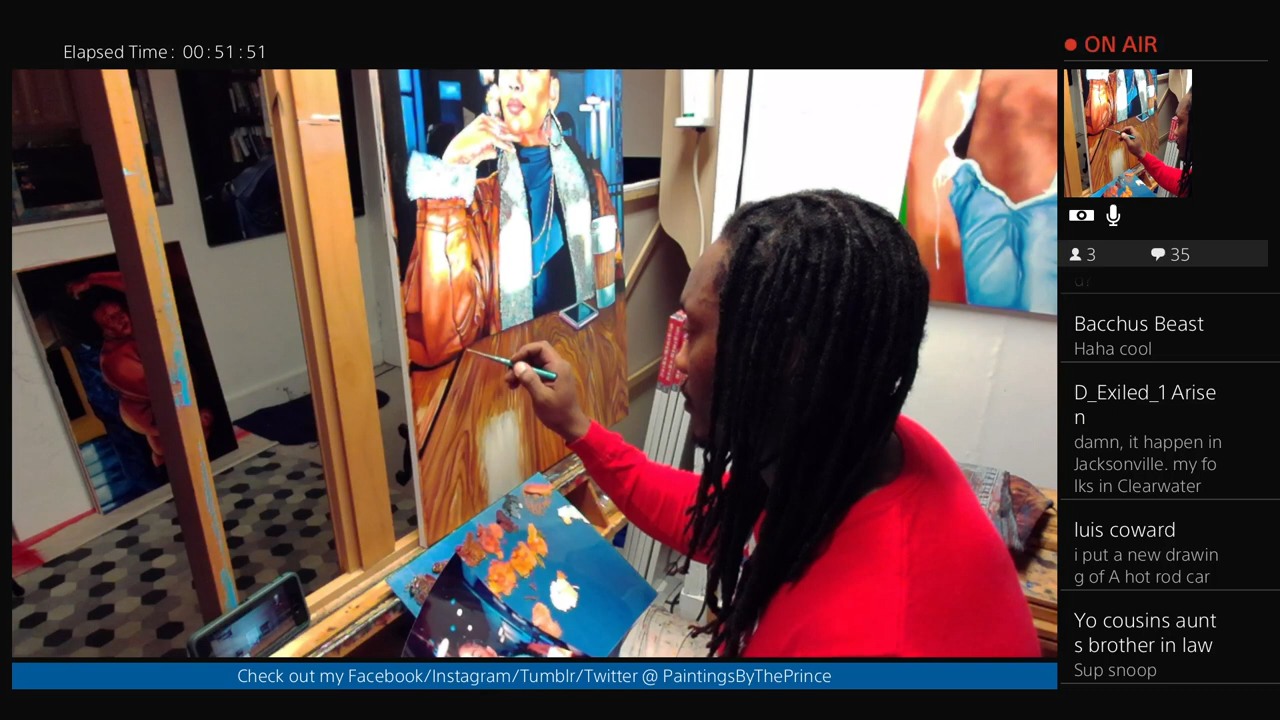 Elapsed Time: 00:51:51
ON AIR
3
35
Bacchus Beast
Haha cool
D_Exiled_1 Arise
n
damn, it happen in
Jacksonville. my fo
lks in Clearwater
luis coward
i put a new drawin
g of A hot rod car
Yo cousins aunt
s brother in law
Sup snoop
Check out my Facebook/Instagram/Tumblr/Twitter @ PaintingsByThePrince